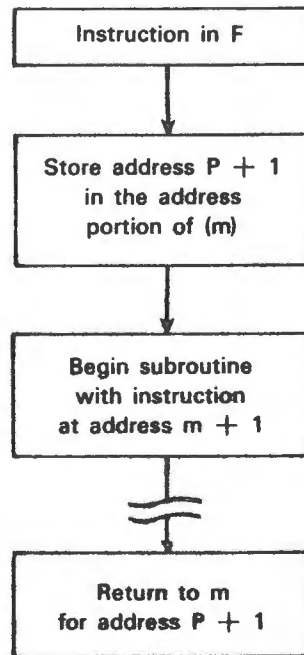 Instruction in F
Store address P + 1
in the address
portion of (m)
Begin subroutine
with instruction
at address m + 1
Return to m
for address P + 1